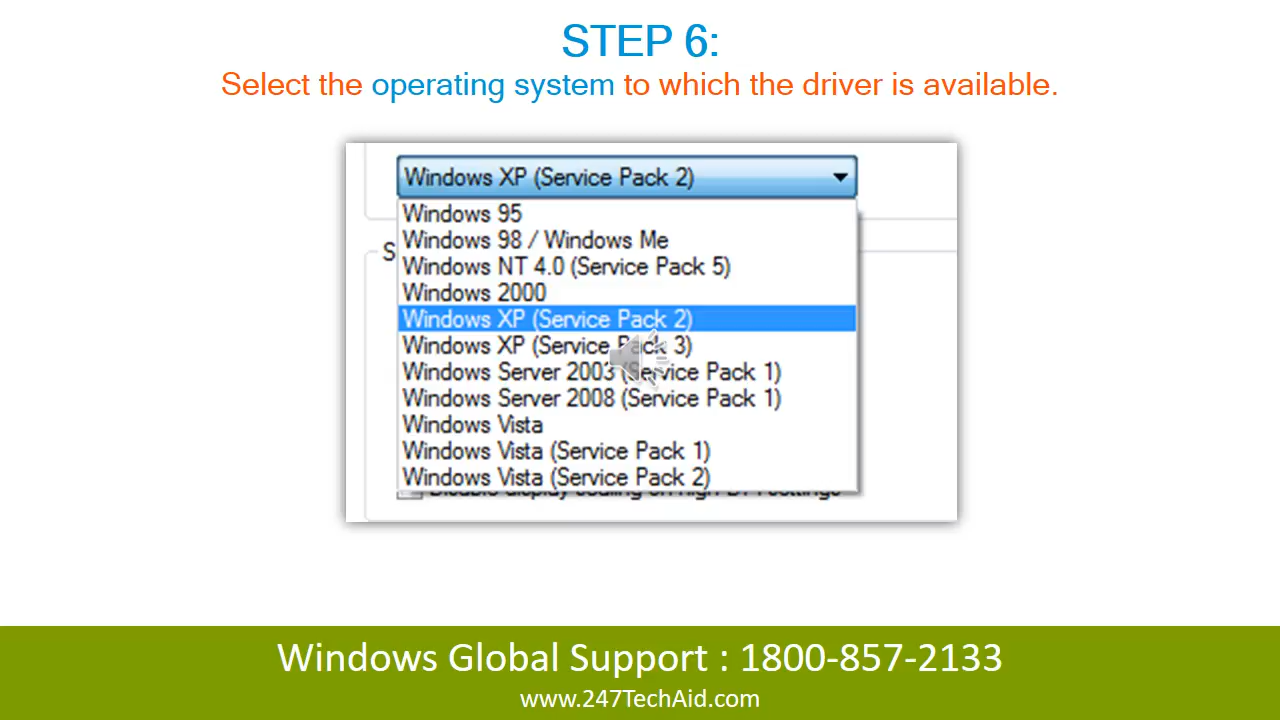 STEP 6:
Select the operating system to which the driver is available.
Windows XP (Service Pack 2)
Windows 95
Windows 98 / Windows Me
Windows NT 4.0 (Service Pack 5)
Windows 2000
Windows XP (Service Pack 2)
Windows XP (Service Pack 3)
Windows Server 2003 (Service Pack 1)
Windows Server 2008 (Service Pack 1)
Windows Vista
Windows Vista (Service Pack 1)
Windows Vista (Service Pack 2)
Windows Global Support : 1800-857-2133
www.247TechAid.com